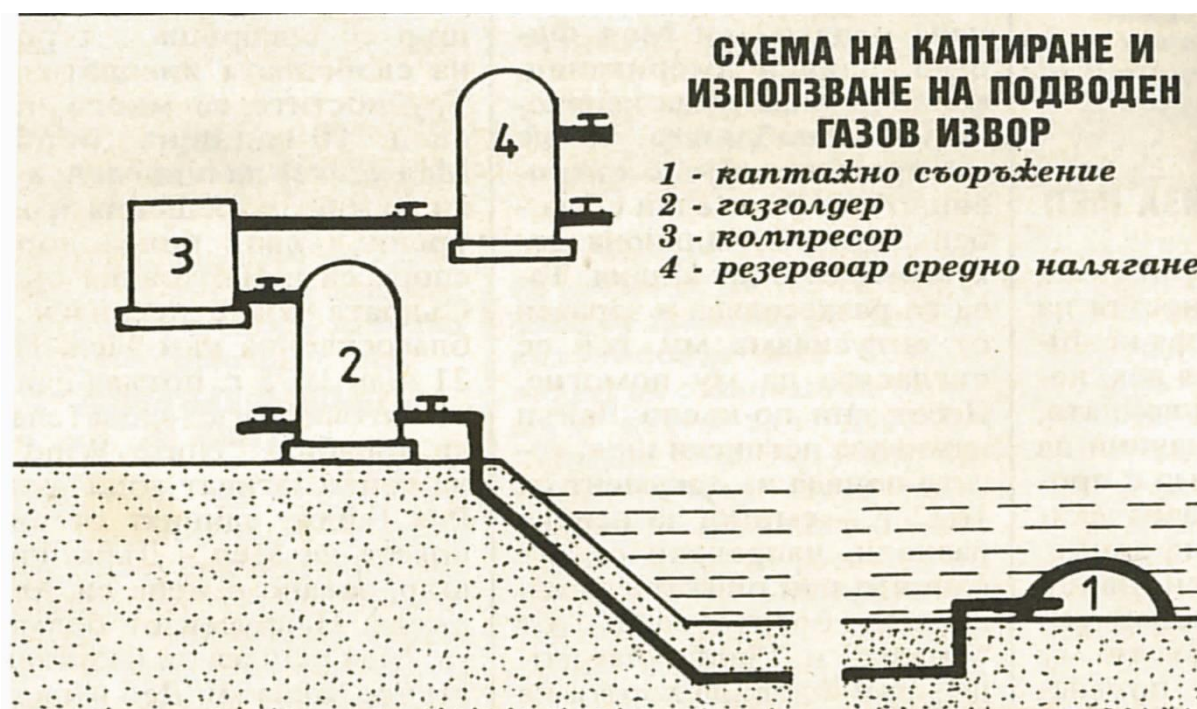 СХЕМА НА КАПТИРАНЕ И
ИЗПОЛЗВАНЕ НА ПОДВОДЕН
ГАЗОВ ИЗВОР
1 - каптажно съоръжение
2 - газголдер
3 - компресор
4 - резервоар средно налягане
4
3
2
1